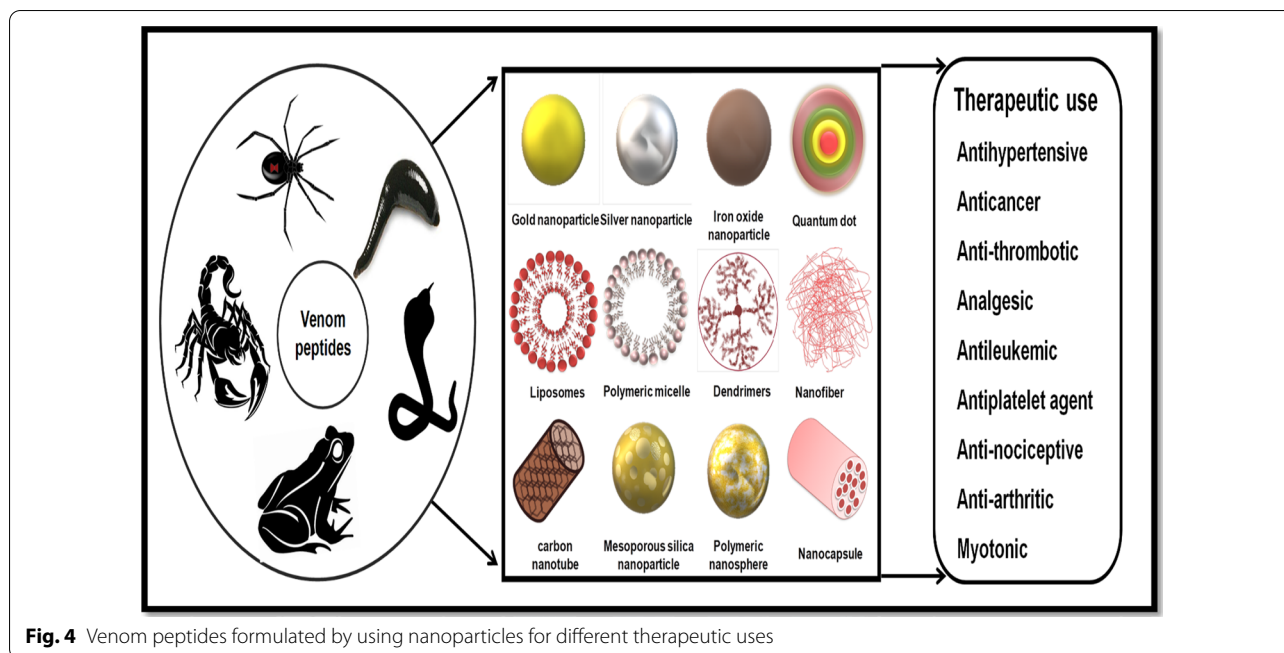 Venom
peptides
Gold nanoparticle
Silver nanoparticle
Iron oxide
nanoparticle
Quantum dot
Liposomes
Polymeric micelle
Dendrimers
Nanofiber
carbon
nanotube
Mesoporous silica
nanoparticle
Polymeric
nanosphere
Nanocapsule
Therapeutic use
Antihypertensive
Anticancer
Anti-thrombotic
Analgesic
Antileukemic
Antiplatelet agent
Anti-nociceptive
Anti-arthritic
Myotonic
Fig. 4 Venom peptides formulated by using nanoparticles for different therapeutic uses